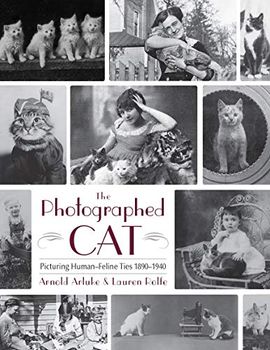 The
Photographed
CAT
Picturing Human–Feline Ties 1890–1940
Arnold Arluke & Lauren Rolfe